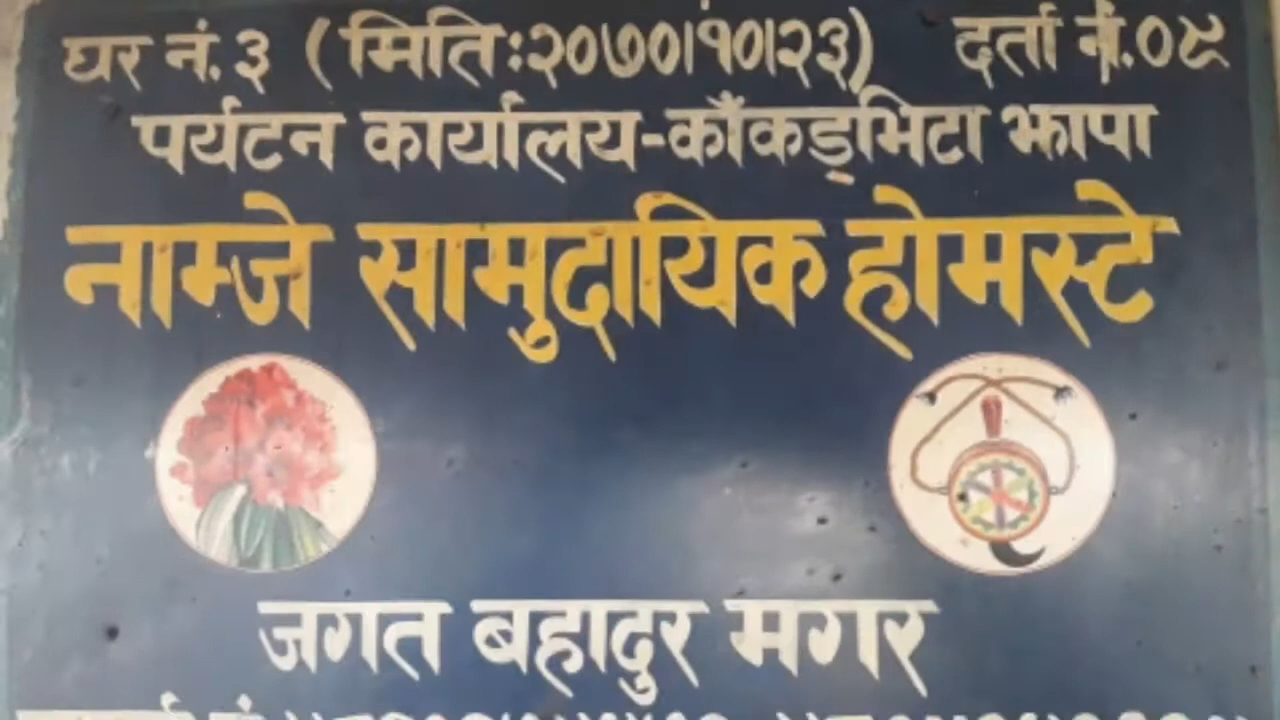 घर नं. ३ (मिति:२०७०।१०।२३) दर्ता नं.०९
पर्यटन कार्यालय-काँकड्भिटा झापा
नाम्जे सामुदायिक होमस्टे
जगत बहादुर मगर